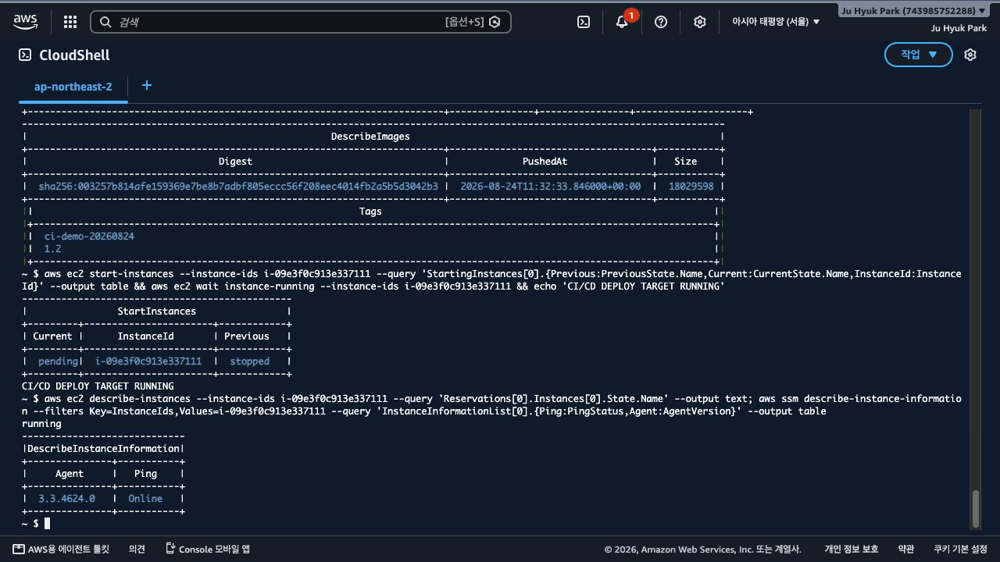 aws
검색 [옵션+S]
1
아시아 태평양 (서울) ▼
Ju Hyuk Park (743985752288) ▼
Ju Hyuk Park
CloudShell
작업 ▼
ap-northeast-2 +
+--------------------------------------------------------------------------+---------------+----------------+--------------------+
-----------------------------------------------------------------------------------------------------------------------------
| DescribeImages |
+--------------------------------------------------------------------------+------------------------------------+-----------+
| Digest | PushedAt | Size |
+--------------------------------------------------------------------------+------------------------------------+-----------+
| sha256:003257b814afe159369e7be8b7adbf805eccc56f208eec4014fb2a5b5d3042b3 | 2026-08-24T11:32:33.846000+00:00 | 18029598 |
+--------------------------------------------------------------------------+------------------------------------+-----------+
|| Tags ||
|+-------------------------------------------------------------------------------------------------------------------------+|
|| ci-demo-20260824 ||
|| 1.2 ||
|+-------------------------------------------------------------------------------------------------------------------------+|
~ $ aws ec2 start-instances --instance-ids i-09e3f0c913e337111 --query 'StartingInstances[0].{Previous:PreviousState.Name,Current:CurrentState.Name,InstanceId:Instance
Id}' --output table && aws ec2 wait instance-running --instance-ids i-09e3f0c913e337111 && echo 'CI/CD DEPLOY TARGET RUNNING'
------------------------------------------------
| StartInstances |
+---------+-----------------------+------------+
| Current | InstanceId | Previous |
+---------+-----------------------+------------+
| pending| i-09e3f0c913e337111 | stopped |
+---------+-----------------------+------------+
CI/CD DEPLOY TARGET RUNNING
~ $ aws ec2 describe-instances --instance-ids i-09e3f0c913e337111 --query 'Reservations[0].Instances[0].State.Name' --output text; aws ssm describe-instance-informatio
n --filters Key=InstanceIds,Values=i-09e3f0c913e337111 --query 'InstanceInformationList[0].{Ping:PingStatus,Agent:AgentVersion}' --output table
running
-----------------------------
|DescribeInstanceInformation|
+---------------+-----------+
| Agent | Ping |
+---------------+-----------+
| 3.3.4624.0 | Online |
+---------------+-----------+
~ $
AWS용 에이전트 툴킷 의견 Console 모바일 앱 © 2026, Amazon Web Services, Inc. 또는 계열사. 개인 정보 보호 약관 쿠키 기본 설정